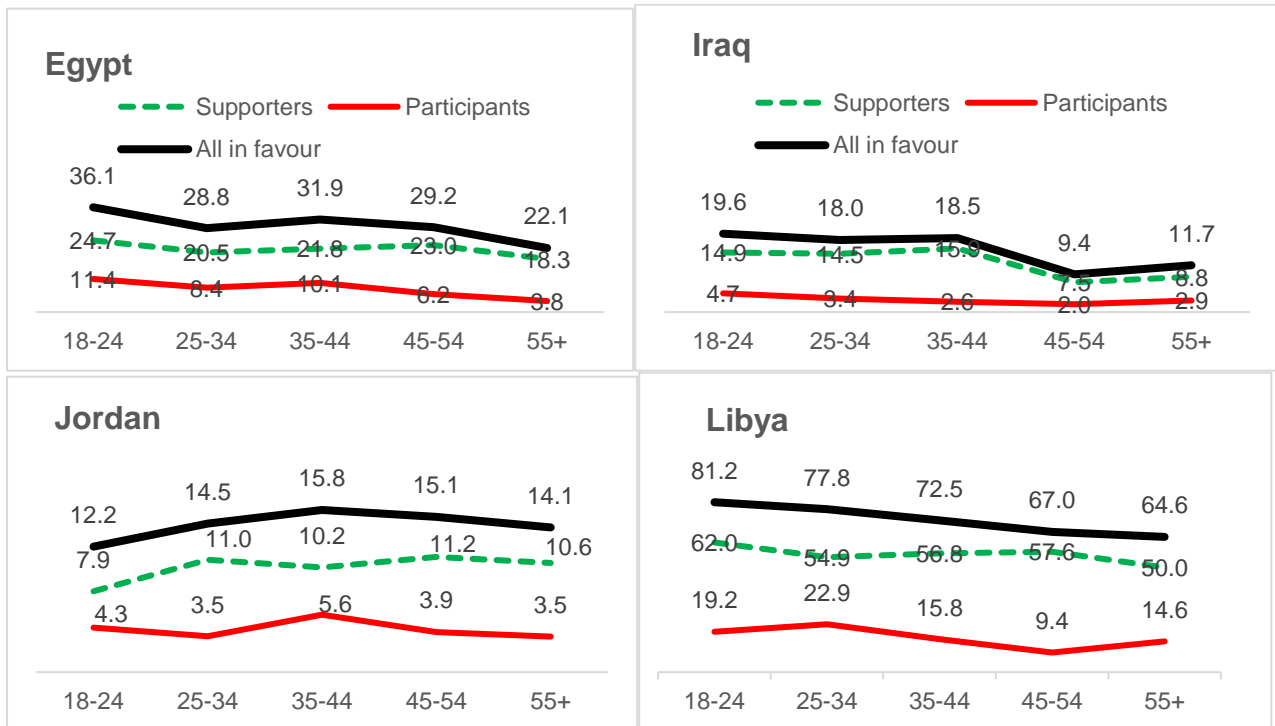 Egypt
Supporters Participants
All in favour
36.1 28.8 31.9 29.2 22.1
24.7 20.5 21.8 23.0 18.3
11.4 8.4 10.1 6.2 3.8
18-24 25-34 35-44 45-54 55+
Iraq
Supporters Participants
All in favour
19.6 18.0 18.5 9.4 11.7
14.9 14.5 15.9 7.5 8.8
4.7 3.4 2.6 2.0 2.9
18-24 25-34 35-44 45-54 55+
Jordan
12.2 14.5 15.8 15.1 14.1
7.9 11.0 10.2 11.2 10.6
4.3 3.5 5.6 3.9 3.5
18-24 25-34 35-44 45-54 55+
Libya
81.2 77.8 72.5 67.0 64.6
62.0 54.9 56.8 57.6 50.0
19.2 22.9 15.8 9.4 14.6
18-24 25-34 35-44 45-54 55+